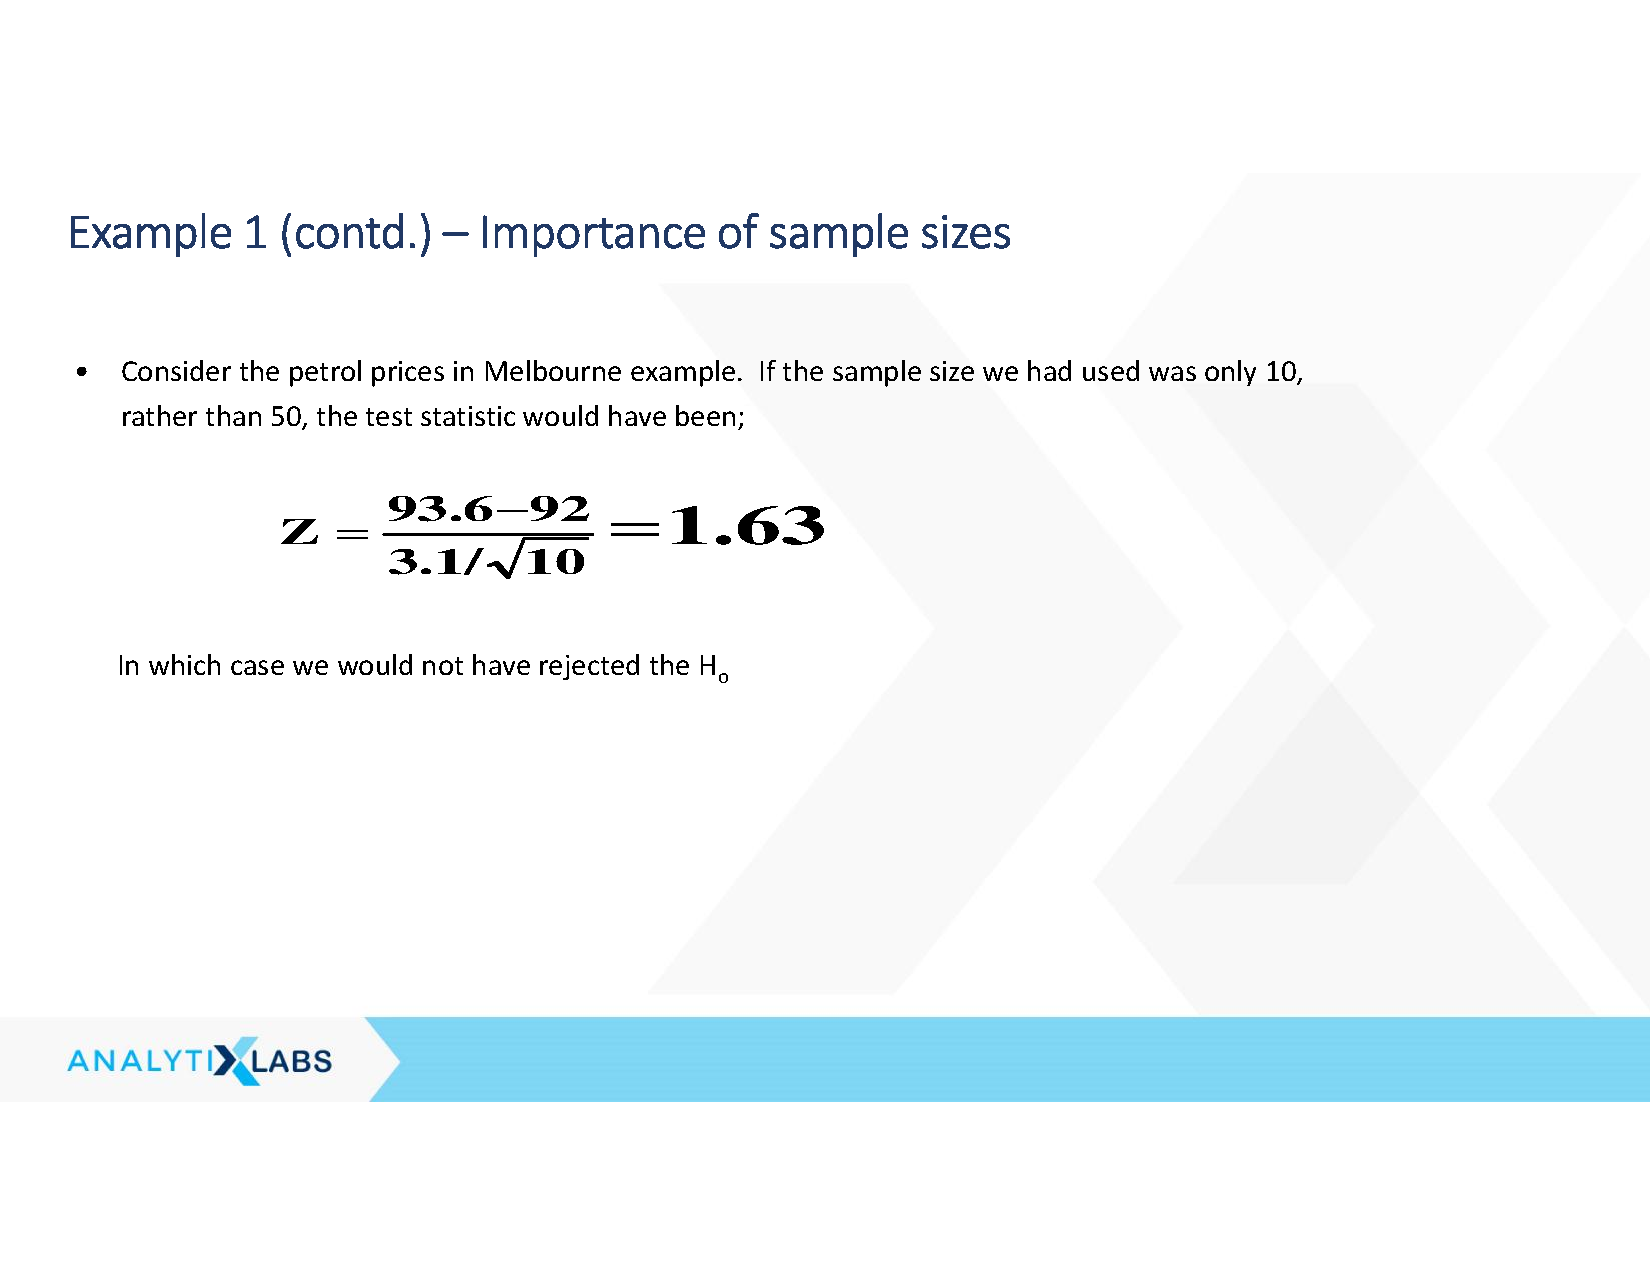 Example 1 (contd.) – Importance of sample sizes
• Consider the petrol prices in Melbourne example.  If the sample size we had used was only 10,
rather than 50, the test statistic would have been;
z = (93.6−92)/(3.1/√10) = 1.63
In which case we would not have rejected the Hₒ
ANALYTIXLABS